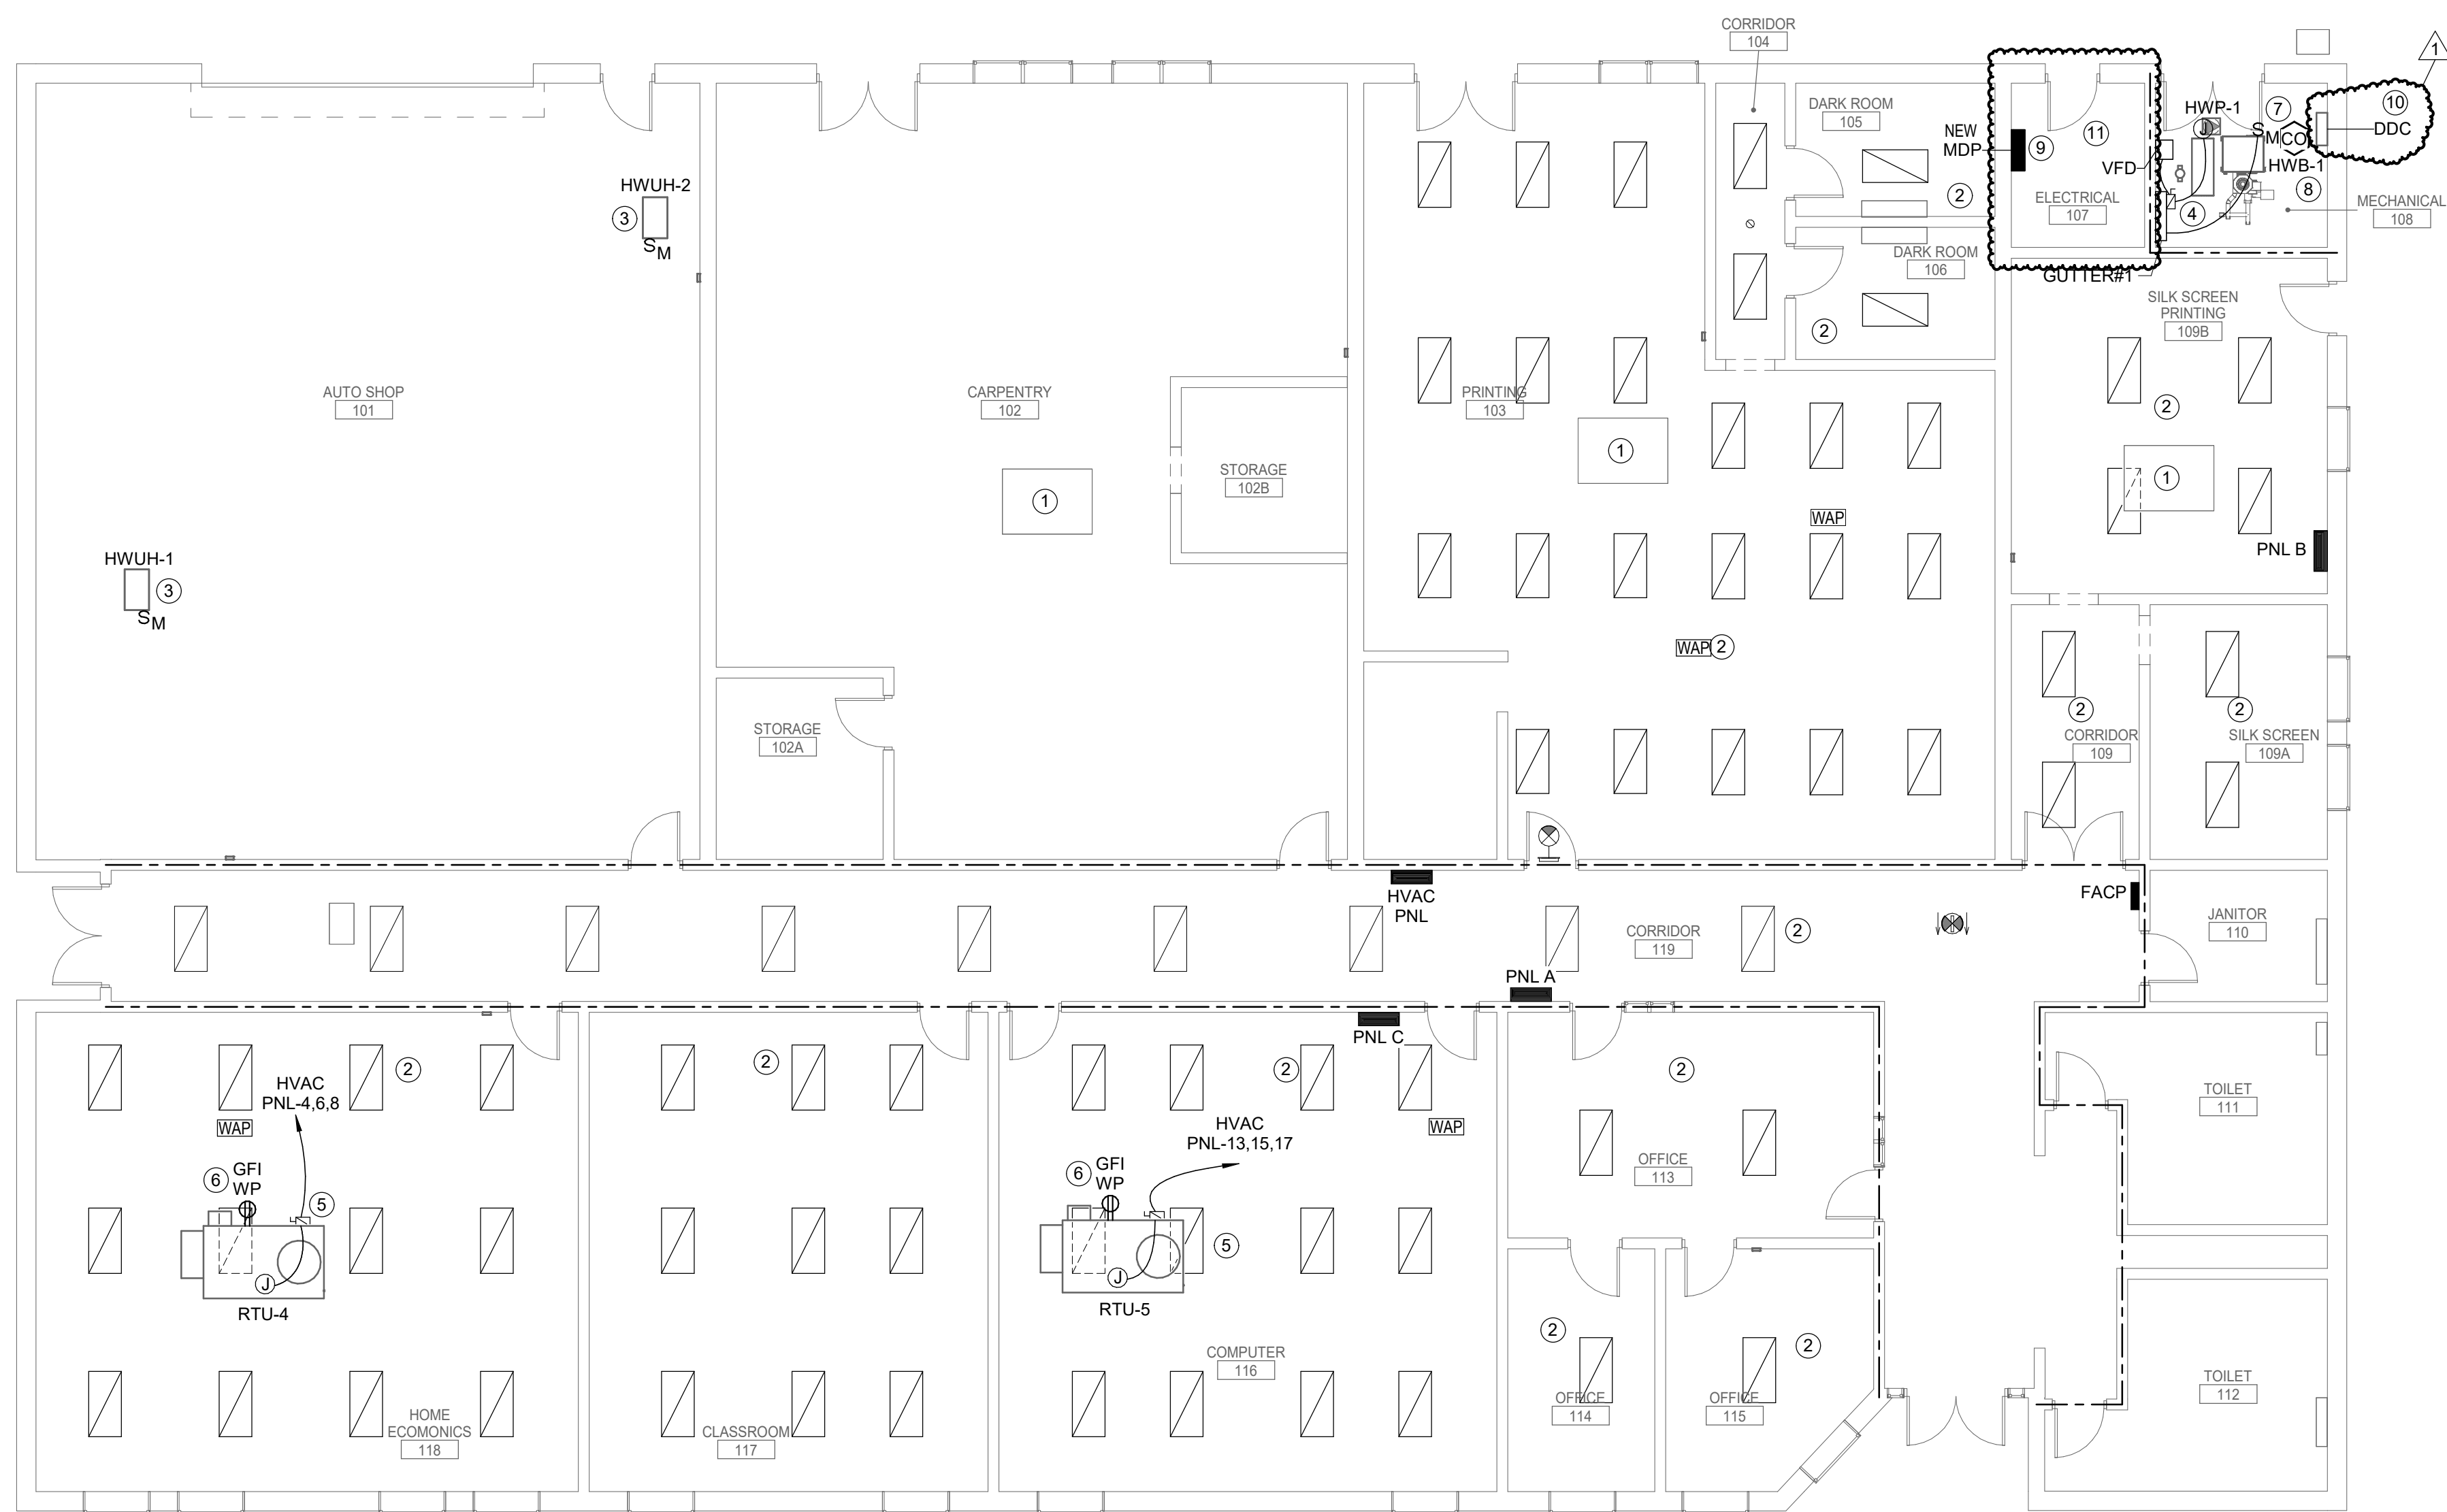 CORRIDOR
104
1
DARK ROOM
105
NEW
MDP
9
11
HWP-1
J
7
10
S
M
CO
DDC
VFD
HWB-1
8
2
ELECTRICAL
107
4
MECHANICAL
108
HWUH-2
3
S
M
DARK ROOM
106
GUTTER#1
2
SILK SCREEN
PRINTING
109B
AUTO SHOP
101
CARPENTRY
102
PRINTING
103
2
1
STORAGE
102B
1
1
WAP
PNL B
HWUH-1
3
S
M
WAP
2
2
2
STORAGE
102A
CORRIDOR
109
SILK SCREEN
109A
HVAC
PNL
FACP
JANITOR
110
CORRIDOR
119
2
PNL A
PNL C
2
2
2
2
HVAC
PNL-4,6,8
WAP
HVAC
PNL-13,15,17
WAP
TOILET
111
6
GFI
WP
5
6
GFI
WP
5
OFFICE
113
J
RTU-4
J
RTU-5
2
2
COMPUTER
116
OFFICE
114
OFFICE
115
TOILET
112
HOME
ECOMONICS
118
CLASSROOM
117